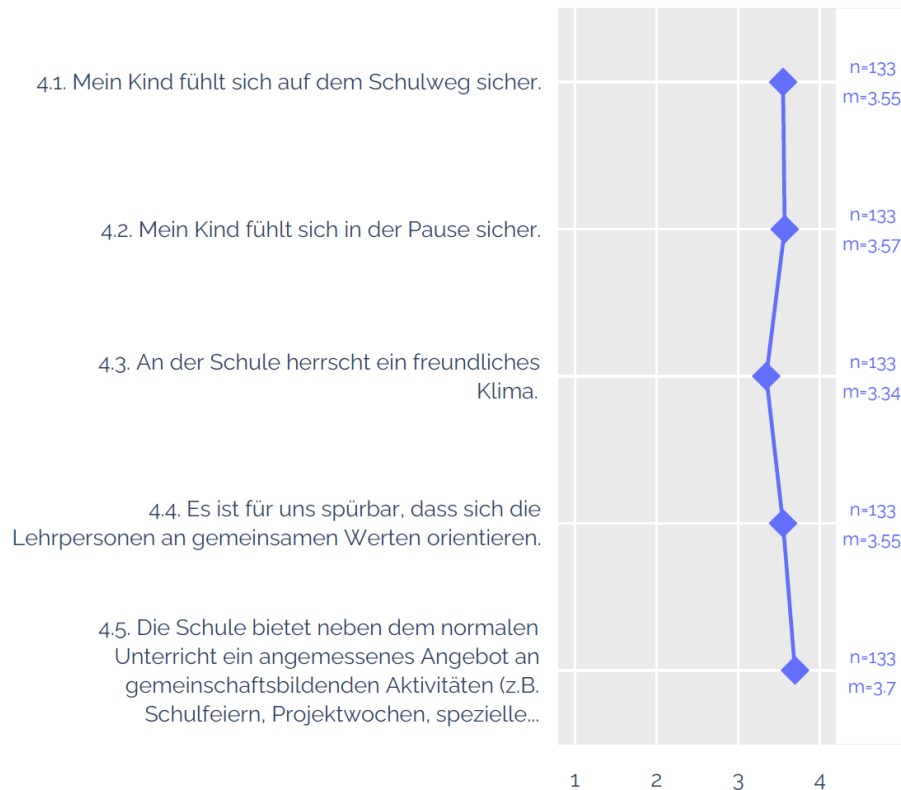 4.1. Mein Kind fühlt sich auf dem Schulweg sicher.
n=133
m=3.55
4.2. Mein Kind fühlt sich in der Pause sicher.
n=133
m=3.57
4.3. An der Schule herrscht ein freundliches
Klima.
n=133
m=3.34
4.4. Es ist für uns spürbar, dass sich die
Lehrpersonen an gemeinsamen Werten orientieren.
n=133
m=3.55
4.5. Die Schule bietet neben dem normalen
Unterricht ein angemessenes Angebot an
gemeinschaftsbildenden Aktivitäten (z.B.
Schulfeiern, Projektwochen, spezielle...
n=133
m=3.7
1 2 3 4